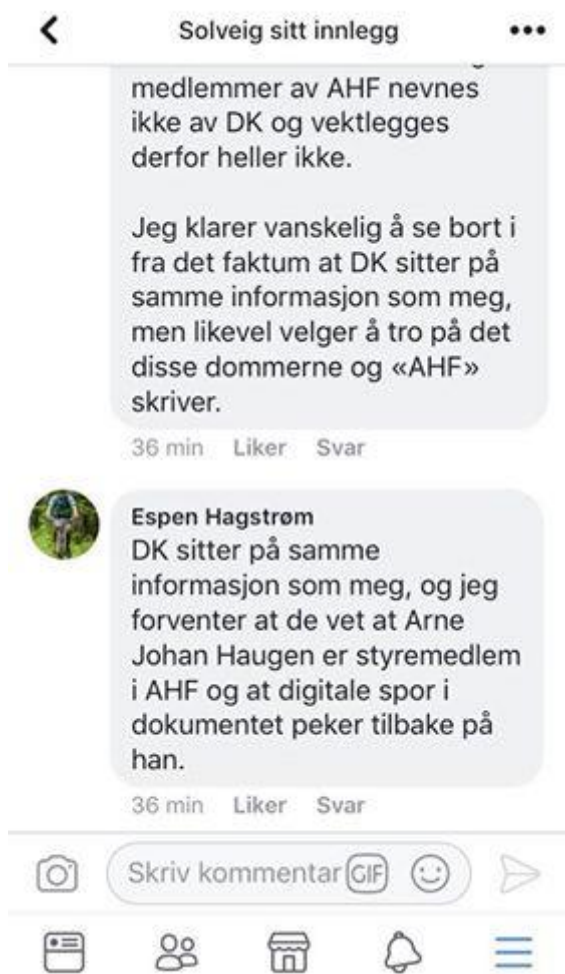 Solveig sitt innlegg
medlemmer av AHF nevnes
ikke av DK og vektlegges
derfor heller ikke.
Jeg klarer vanskelig å se bort i
fra det faktum at DK sitter på
samme informasjon som meg,
men likevel velger å tro på det
disse dommerne og «AHF»
skriver.
36 min Liker Svar
Espen Hagstrøm
DK sitter på samme
informasjon som meg, og jeg
forventer at de vet at Arne
Johan Haugen er styremedlem
i AHF og at digitale spor i
dokumentet peker tilbake på
han.
36 min Liker Svar
Skriv kommentar GIF